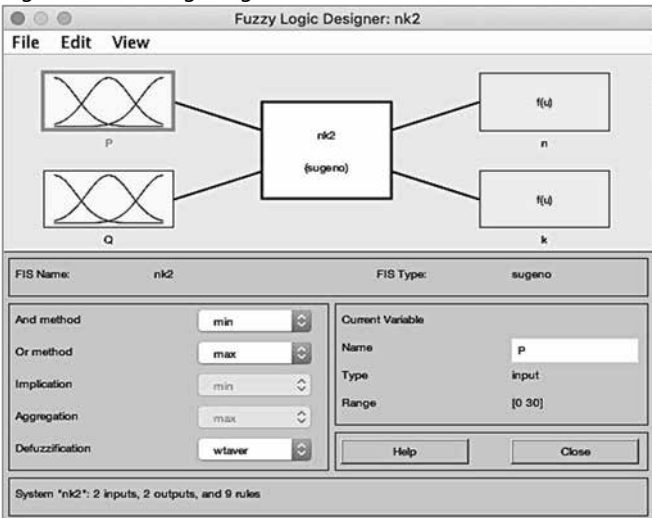 Fuzzy Logic Designer: nk2
File Edit View
P
Q
nk2
(sugeno)
f(u)
n
f(u)
k
FIS Name: nk2 FIS Type: sugeno
And method min
Or method max
Implication min
Aggregation max
Defuzzification wtaver
Current Variable
Name P
Type input
Range [0 30]
Help Close
System "nk2": 2 inputs, 2 outputs, and 9 rules